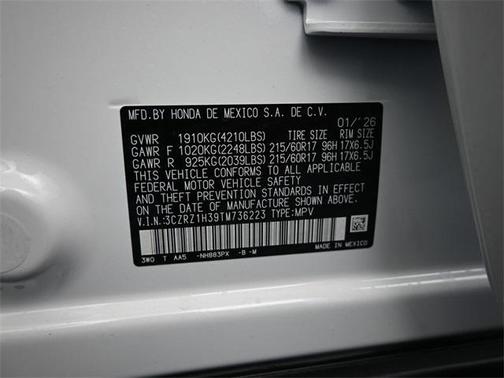 MFD.BY HONDA DE MEXICO S.A. DE C.V.
01/'26
GVWR 1910KG(4210LBS) TIRE SIZE RIM SIZE
GAWR F 1020KG(2248LBS) 215/60R17 96H 17X6.5J
GAWR R 925KG(2039LBS) 215/60R17 96H 17X6.5J
THIS VEHICLE CONFORMS TO ALL APPLICABLE
FEDERAL MOTOR VEHICLE SAFETY AND
BUMPER STANDARDS IN EFFECT ON THE DATE
OF MANUFACTURE SHOWN ABOVE.
V.I.N.:3CZRZ1H39TM736223 TYPE:MPV
3W0 T AA5 -NH883PX -B -M
MADE IN MEXICO